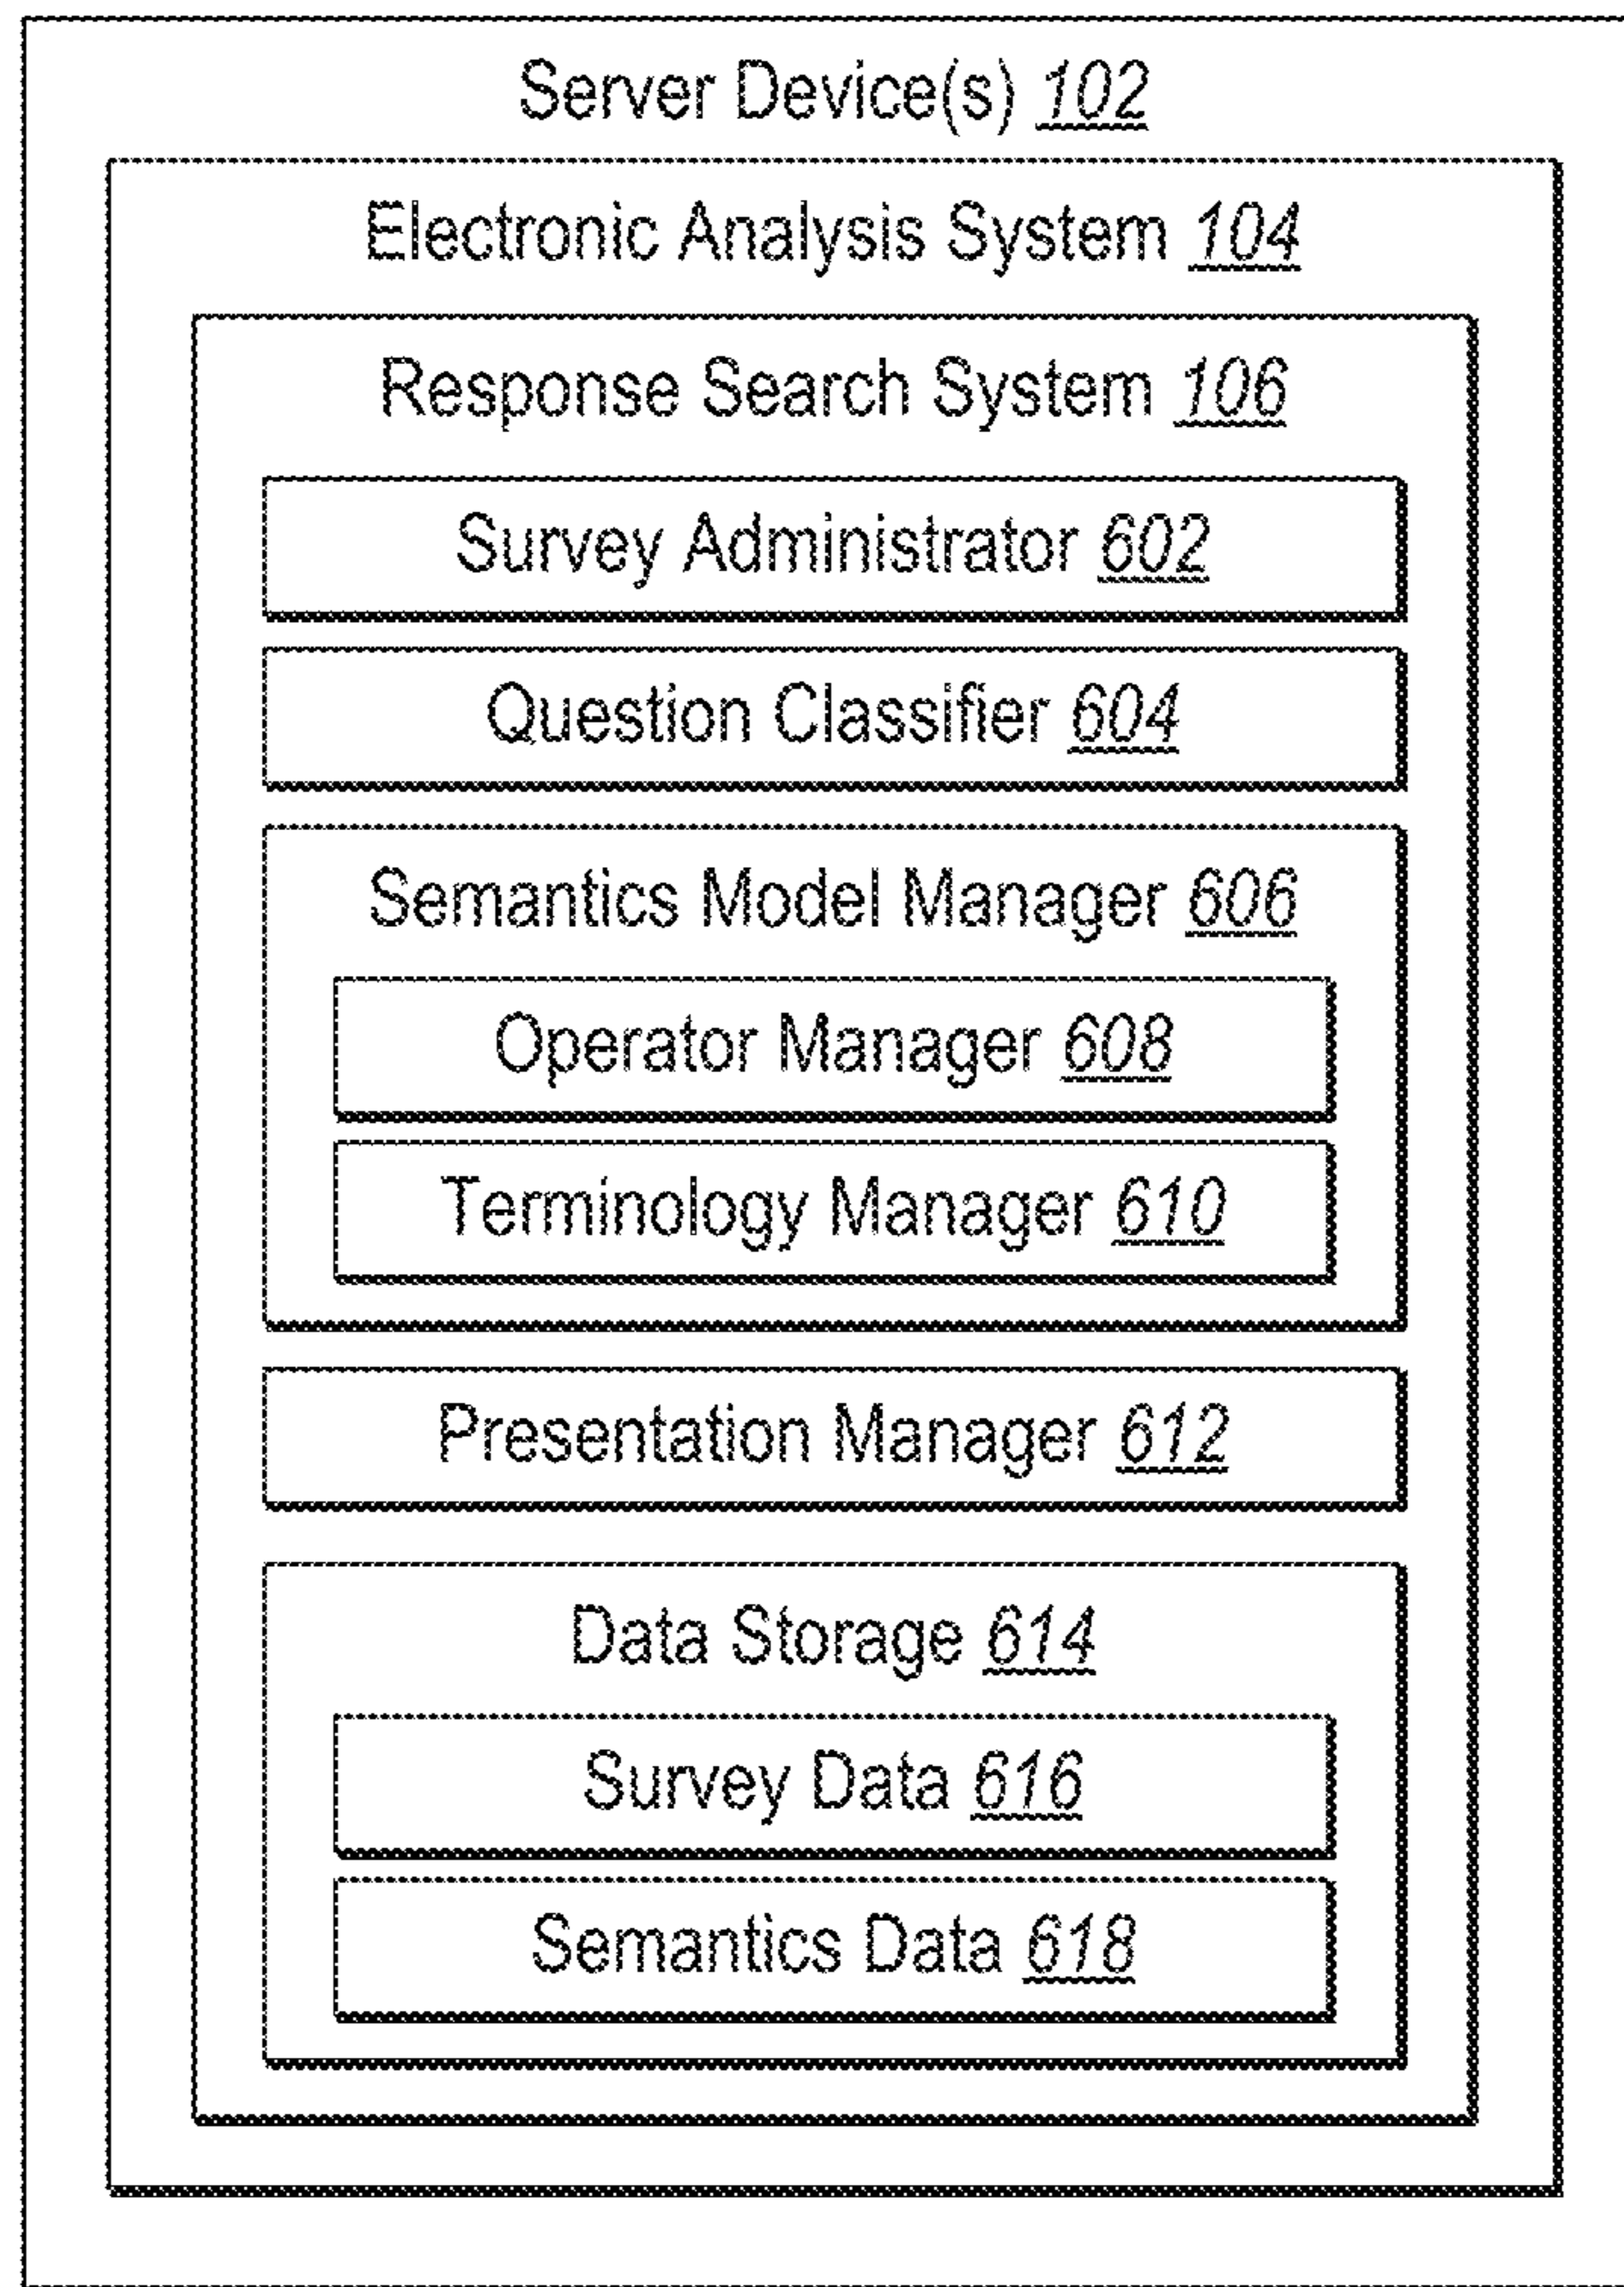 Server Device(s) 102
Electronic Analysis System 104
Response Search System 106
Survey Administrator 602
Question Classifier 604
Semantics Model Manager 606
Operator Manager 608
Terminology Manager 610
Presentation Manager 612
Data Storage 614
Survey Data 616
Semantics Data 618